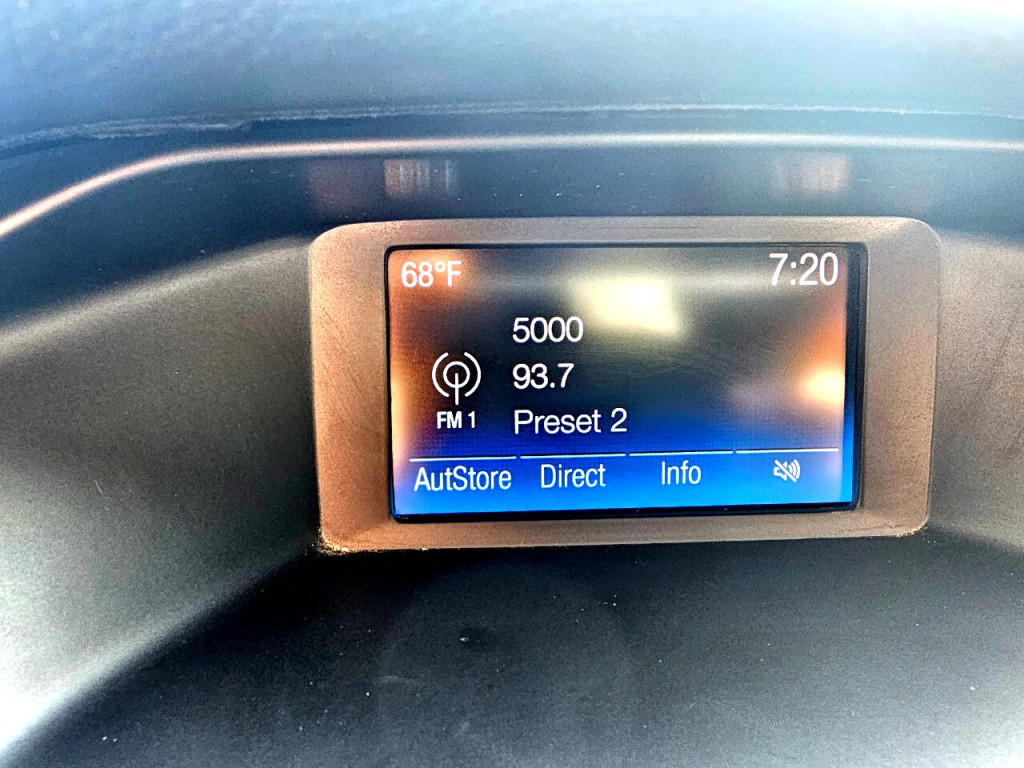 68°F 7:20
5000
93.7
FM 1 Preset 2
AutStore Direct Info